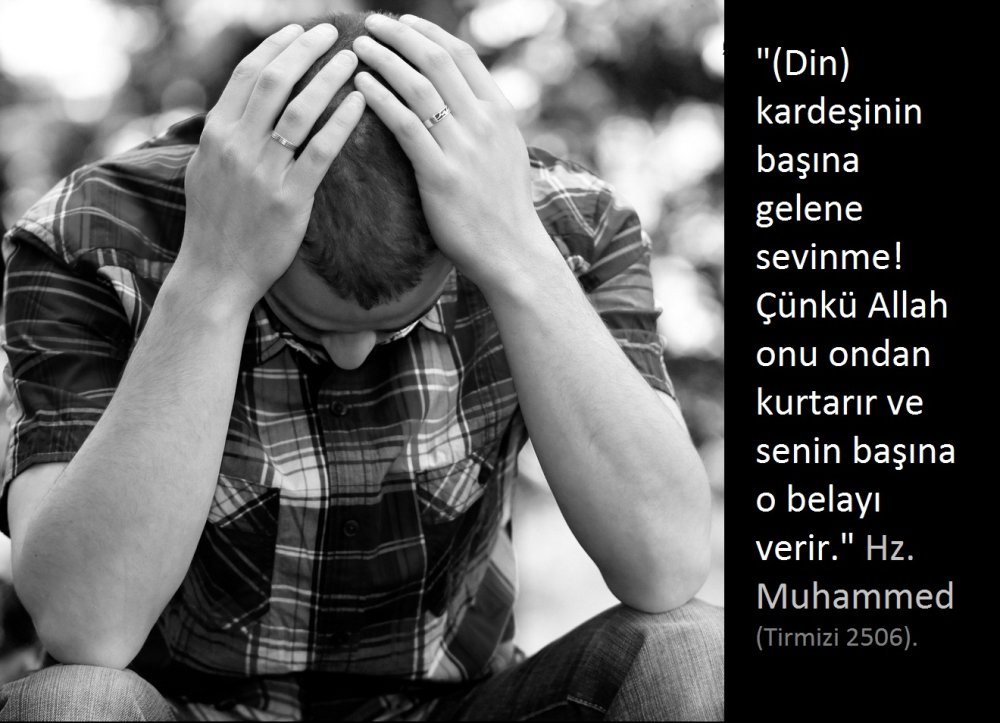 "(Din)
kardeşinin
başına
gelene
sevinme!
Çünkü Allah
onu ondan
kurtarır ve
senin başına
o belayı
verir." Hz.
Muhammed
(Tirmizi 2506).